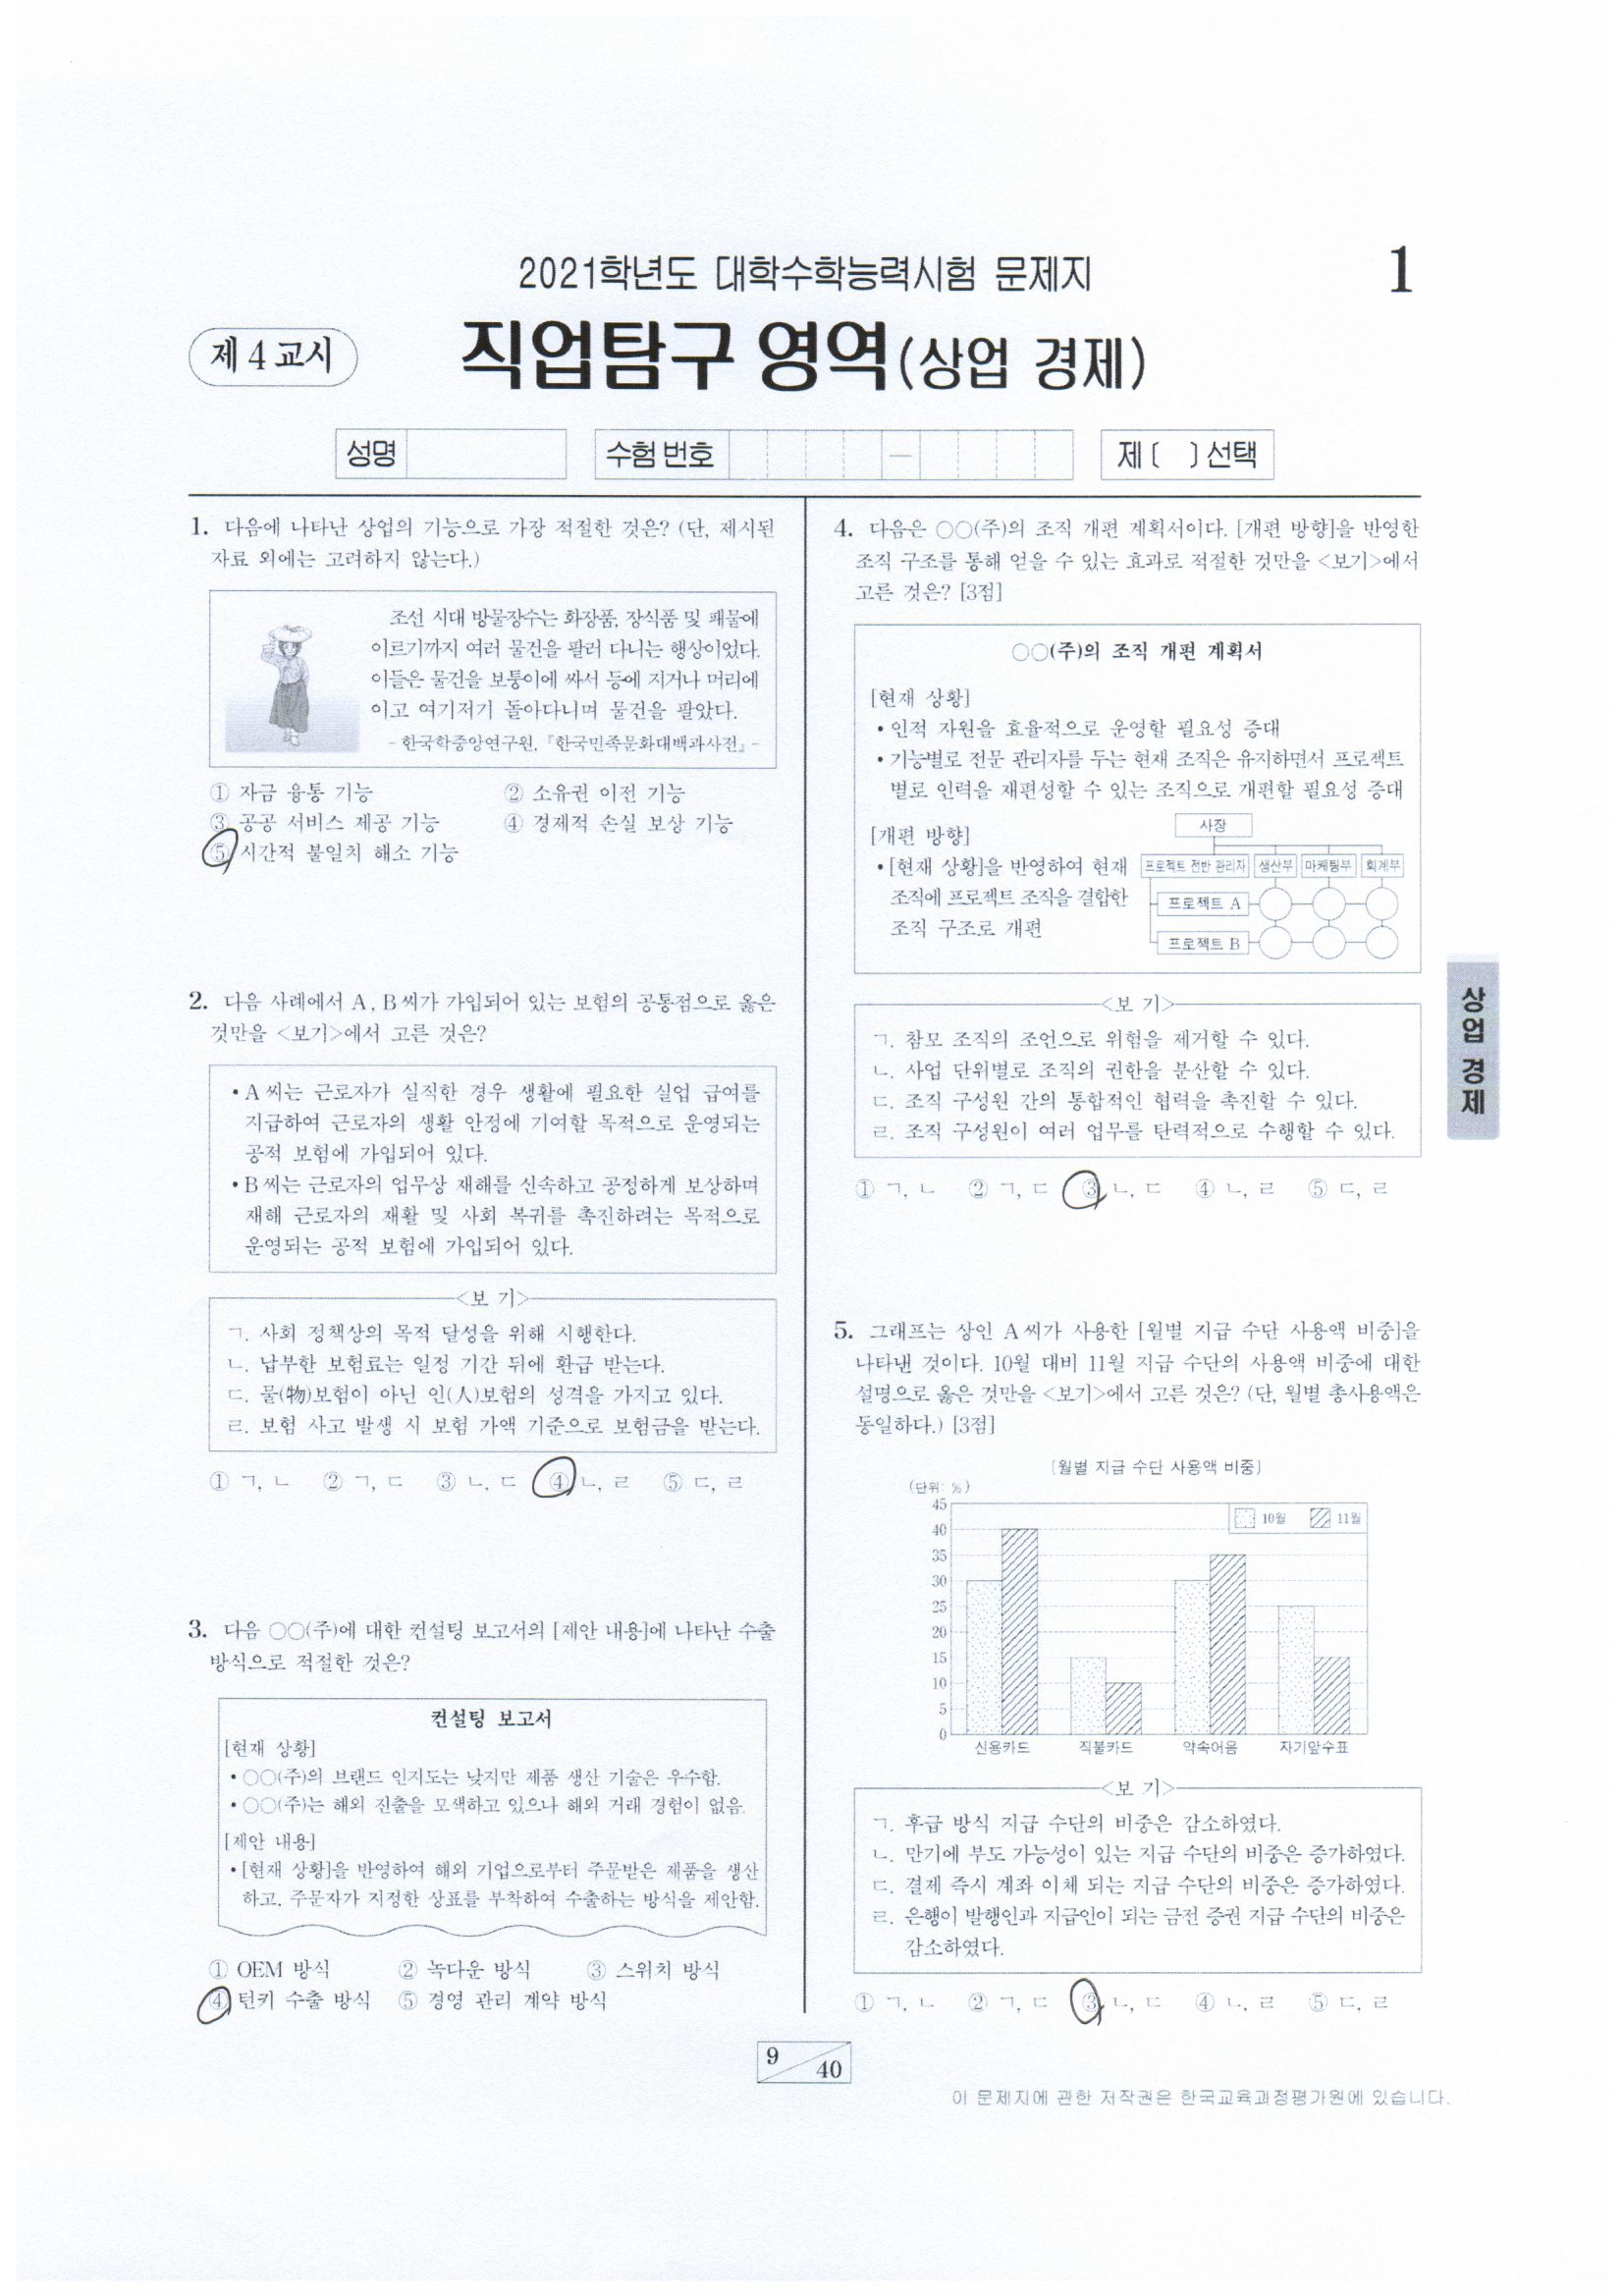 2021학년도 대학수학능력시험 문제지
1
제 4 교시
직업탐구 영역(상업 경제)
성명
수험 번호
—
제 ( ) 선택
1. 다음에 나타난 상업의 기능으로 가장 적절한 것은? (단, 제시된
자료 외에는 고려하지 않는다.)
조선 시대 방물장수는 화장품, 장식품 및 패물에
이르기까지 여러 물건을 팔러 다니는 행상이었다.
이들은 물건을 보퉁이에 싸서 등에 지거나 머리에
이고 여기저기 돌아다니며 물건을 팔았다.
- 한국학중앙연구원, 『한국민족문화대백과사전』 -
① 자금 융통 기능 ② 소유권 이전 기능
③ 공공 서비스 제공 기능 ④ 경제적 손실 보상 기능
⑤ 시간적 불일치 해소 기능
2. 다음 사례에서 A, B 씨가 가입되어 있는 보험의 공통점으로 옳은
것만을 <보기>에서 고른 것은?
• A 씨는 근로자가 실직한 경우 생활에 필요한 실업 급여를
지급하여 근로자의 생활 안정에 기여할 목적으로 운영되는
공적 보험에 가입되어 있다.
• B 씨는 근로자의 업무상 재해를 신속하고 공정하게 보상하며
재해 근로자의 재활 및 사회 복귀를 촉진하려는 목적으로
운영되는 공적 보험에 가입되어 있다.
<보 기>
ㄱ. 사회 정책상의 목적 달성을 위해 시행한다.
ㄴ. 납부한 보험료는 일정 기간 뒤에 환급 받는다.
ㄷ. 물(物)보험이 아닌 인(人)보험의 성격을 가지고 있다.
ㄹ. 보험 사고 발생 시 보험 가액 기준으로 보험금을 받는다.
① ㄱ, ㄴ ② ㄱ, ㄷ ③ ㄴ, ㄷ ④ ㄴ, ㄹ ⑤ ㄷ, ㄹ
3. 다음 ○○(주)에 대한 컨설팅 보고서의 [제안 내용]에 나타난 수출
방식으로 적절한 것은?
컨설팅 보고서
[현재 상황]
• ○○(주)의 브랜드 인지도는 낮지만 제품 생산 기술은 우수함.
• ○○(주)는 해외 진출을 모색하고 있으나 해외 거래 경험이 없음.
[제안 내용]
• [현재 상황]을 반영하여 해외 기업으로부터 주문받은 제품을 생산
하고, 주문자가 지정한 상표를 부착하여 수출하는 방식을 제안함.
① OEM 방식 ② 녹다운 방식 ③ 스위치 방식
④ 턴키 수출 방식 ⑤ 경영 관리 계약 방식
4. 다음은 ○○(주)의 조직 개편 계획서이다. [개편 방향]을 반영한
조직 구조를 통해 얻을 수 있는 효과로 적절한 것만을 <보기>에서
고른 것은? [3점]
○○(주)의 조직 개편 계획서
[현재 상황]
• 인적 자원을 효율적으로 운영할 필요성 증대
• 기능별로 전문 관리자를 두는 현재 조직은 유지하면서 프로젝트
별로 인력을 재편성할 수 있는 조직으로 개편할 필요성 증대
[개편 방향]
• [현재 상황]을 반영하여 현재
조직에 프로젝트 조직을 결합한
조직 구조로 개편
사장
프로젝트 전반 관리자 생산부 마케팅부 회계부
프로젝트 A
프로젝트 B
<보 기>
ㄱ. 참모 조직의 조언으로 위험을 제거할 수 있다.
ㄴ. 사업 단위별로 조직의 권한을 분산할 수 있다.
ㄷ. 조직 구성원 간의 통합적인 협력을 촉진할 수 있다.
ㄹ. 조직 구성원이 여러 업무를 탄력적으로 수행할 수 있다.
① ㄱ, ㄴ ② ㄱ, ㄷ ③ ㄴ, ㄷ ④ ㄴ, ㄹ ⑤ ㄷ, ㄹ
5. 그래프는 상인 A 씨가 사용한 [월별 지급 수단 사용액 비중]을
나타낸 것이다. 10월 대비 11월 지급 수단의 사용액 비중에 대한
설명으로 옳은 것만을 <보기>에서 고른 것은? (단, 월별 총사용액은
동일하다.) [3점]
[월별 지급 수단 사용액 비중]
(단위: %)
45
40
35
30
25
20
15
10
5
0
10월 11월
신용카드 직불카드 약속어음 자기앞수표
<보 기>
ㄱ. 후급 방식 지급 수단의 비중은 감소하였다.
ㄴ. 만기에 부도 가능성이 있는 지급 수단의 비중은 증가하였다.
ㄷ. 결제 즉시 계좌 이체 되는 지급 수단의 비중은 증가하였다.
ㄹ. 은행이 발행인과 지급인이 되는 금전 증권 지급 수단의 비중은
감소하였다.
① ㄱ, ㄴ ② ㄱ, ㄷ ③ ㄴ, ㄷ ④ ㄴ, ㄹ ⑤ ㄷ, ㄹ
상업 경제
9
40
이 문제지에 관한 저작권은 한국교육과정평가원에 있습니다.